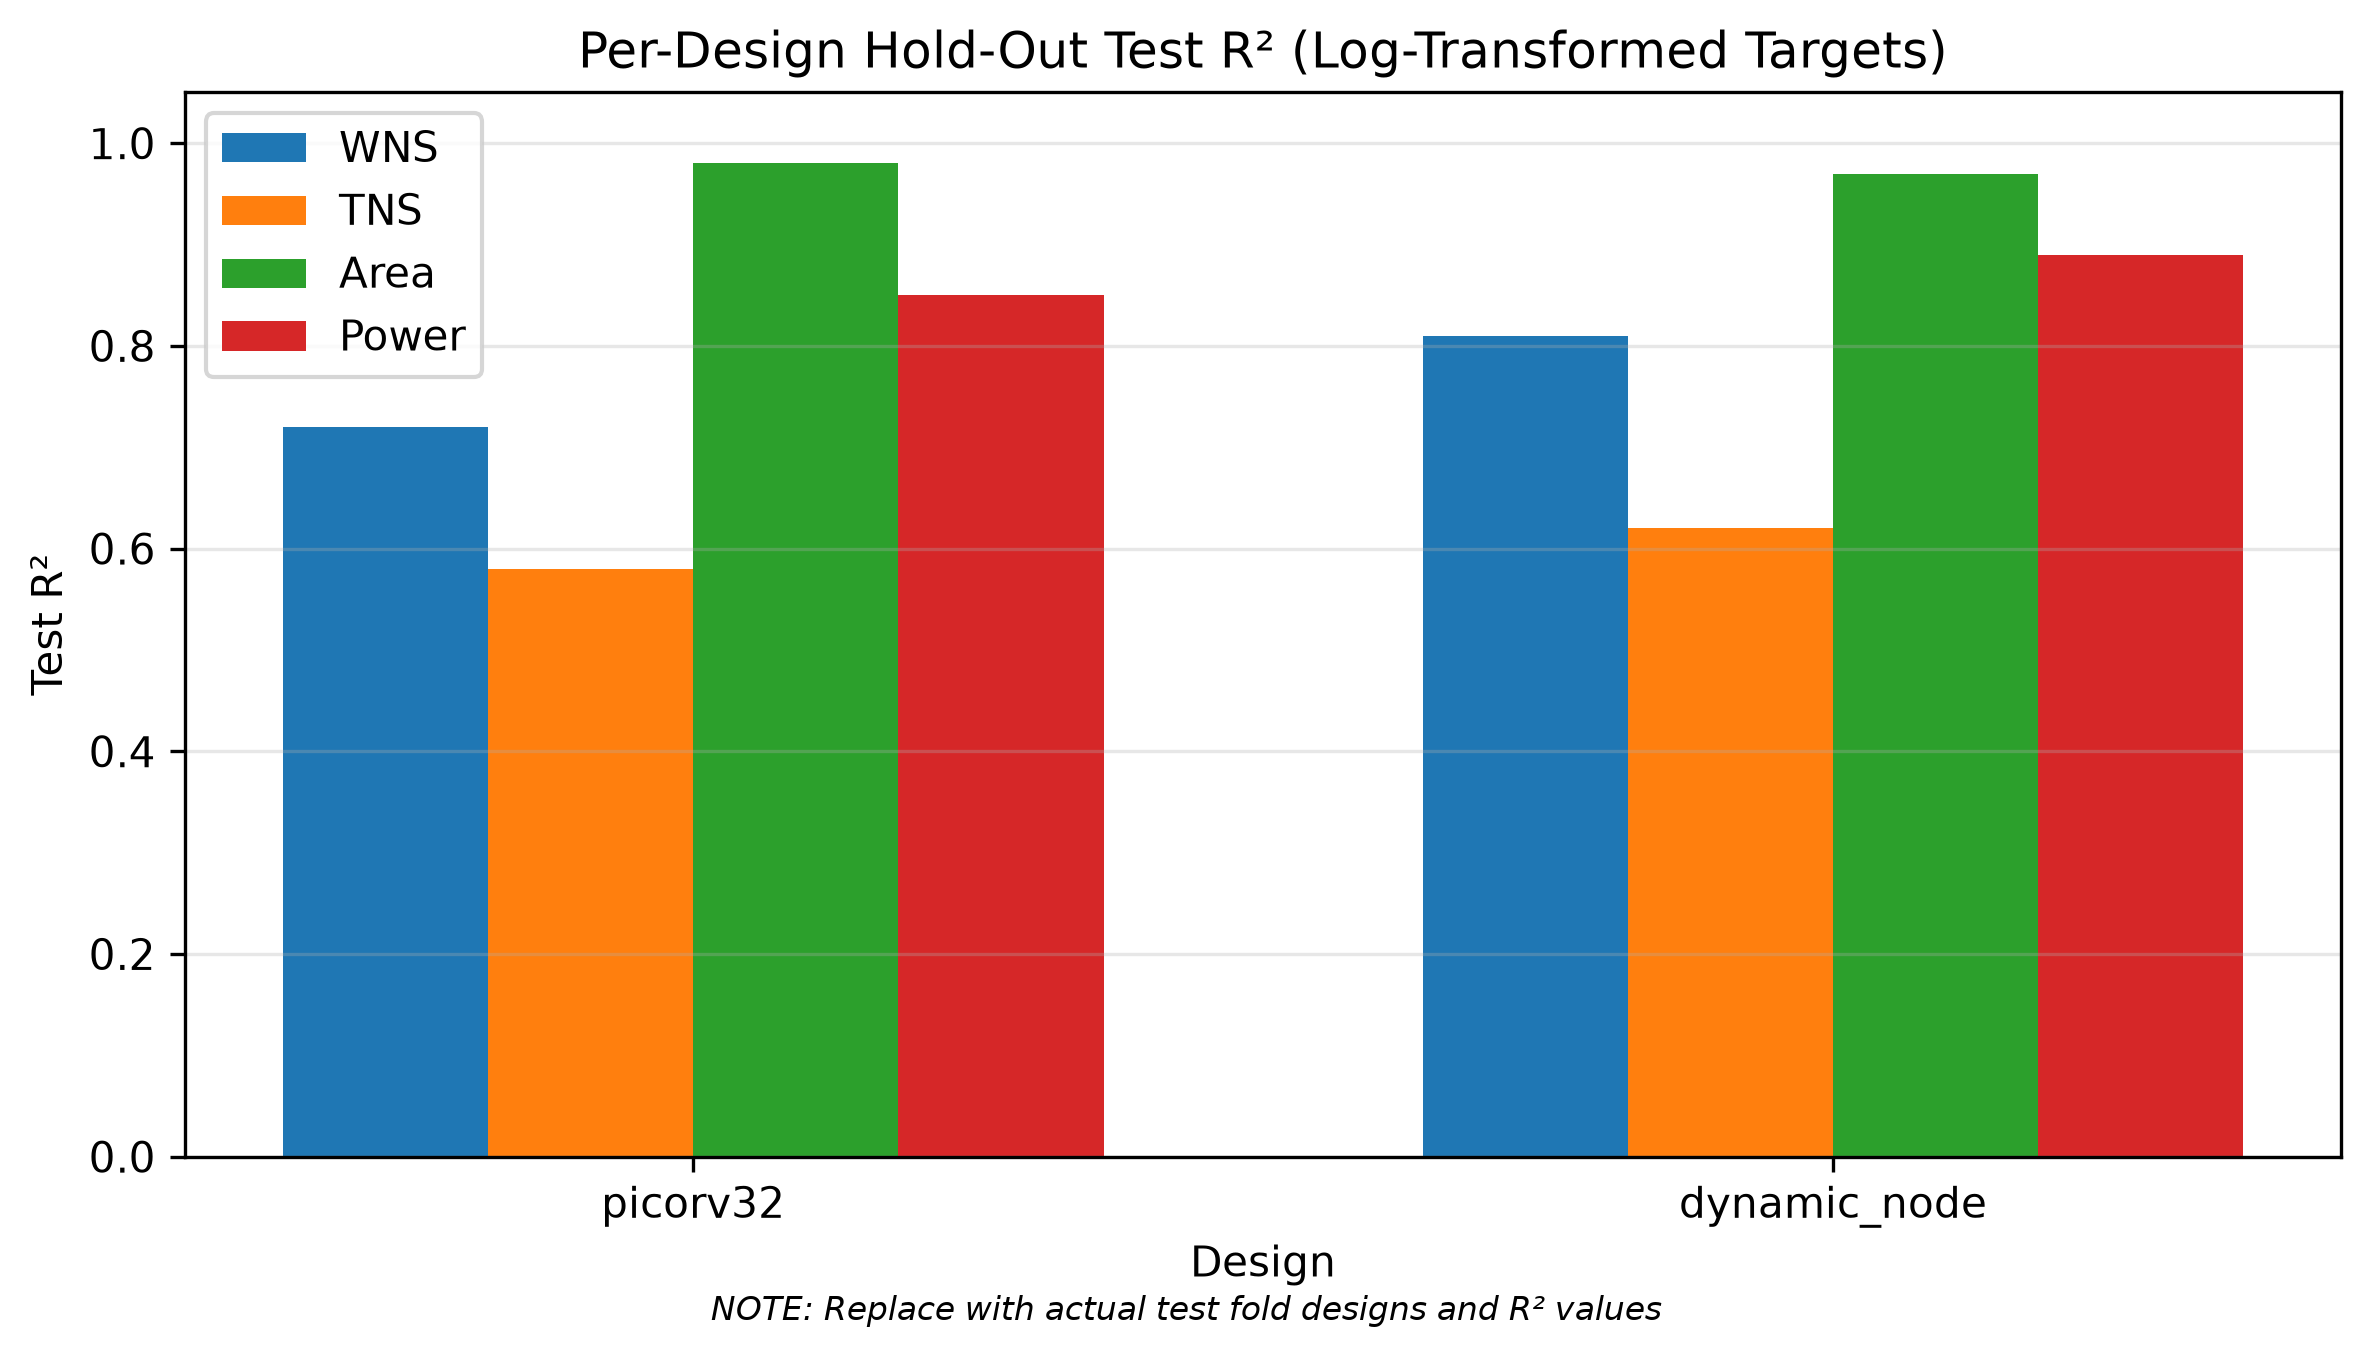 Per-Design Hold-Out Test R² (Log-Transformed Targets)
WNS
TNS
Area
Power
Test R²
1.0
0.8
0.6
0.4
0.2
0.0
picorv32
dynamic_node
Design
NOTE: Replace with actual test fold designs and R² values